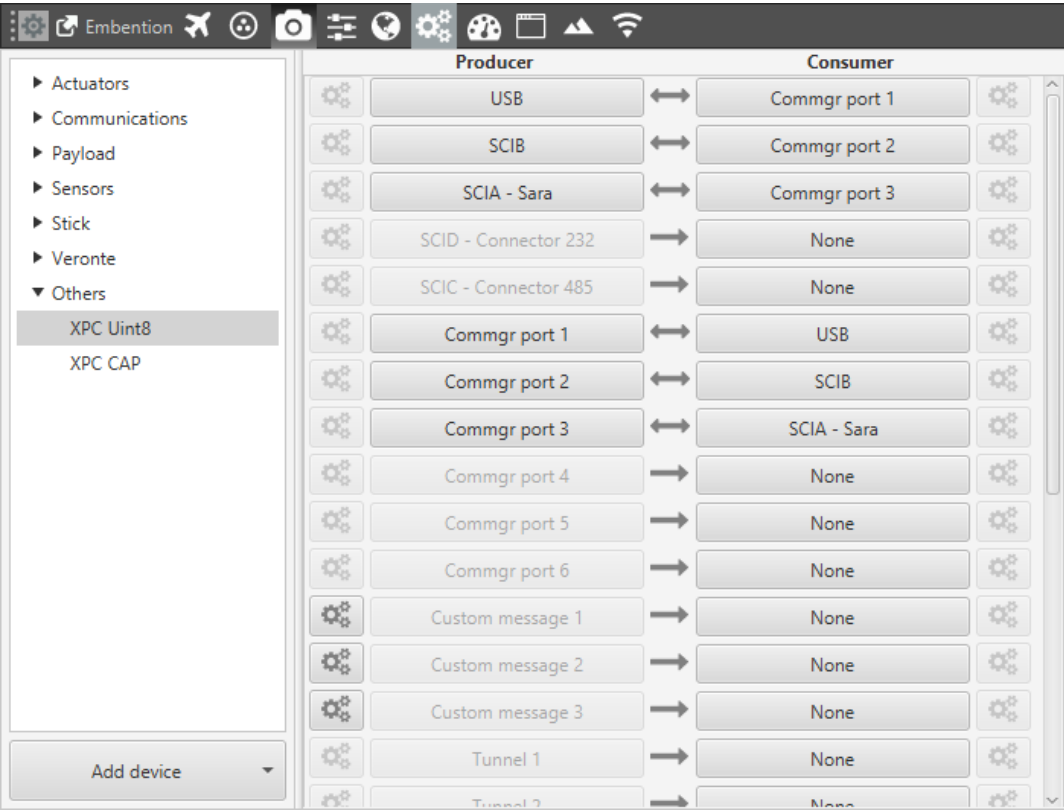 Embention
Actuators
Communications
Payload
Sensors
Stick
Veronte
Others
XPC Uint8
XPC CAP
Add device
Producer Consumer
USB Commgr port 1
SCIB Commgr port 2
SCIA - Sara Commgr port 3
SCID - Connector 232 None
SCIC - Connector 485 None
Commgr port 1 USB
Commgr port 2 SCIB
Commgr port 3 SCIA - Sara
Commgr port 4 None
Commgr port 5 None
Commgr port 6 None
Custom message 1 None
Custom message 2 None
Custom message 3 None
Tunnel 1 None
Tunnel 2 None